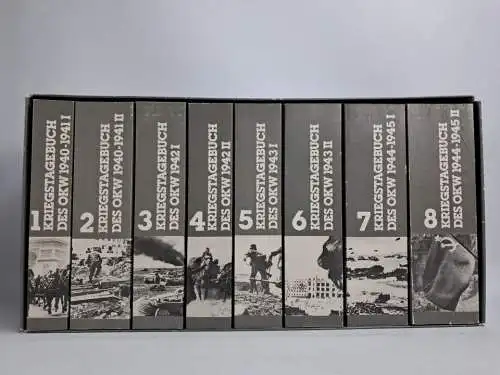 1
KRIEGSTAGEBUCH
DES OKW 1940-1941 I
2
KRIEGSTAGEBUCH
DES OKW 1940-1941 II
3
KRIEGSTAGEBUCH
DES OKW 1942 I
4
KRIEGSTAGEBUCH
DES OKW 1942 II
5
KRIEGSTAGEBUCH
DES OKW 1943 I
6
KRIEGSTAGEBUCH
DES OKW 1943 II
7
KRIEGSTAGEBUCH
DES OKW 1944-1945 I
8
KRIEGSTAGEBUCH
DES OKW 1944-1945 II